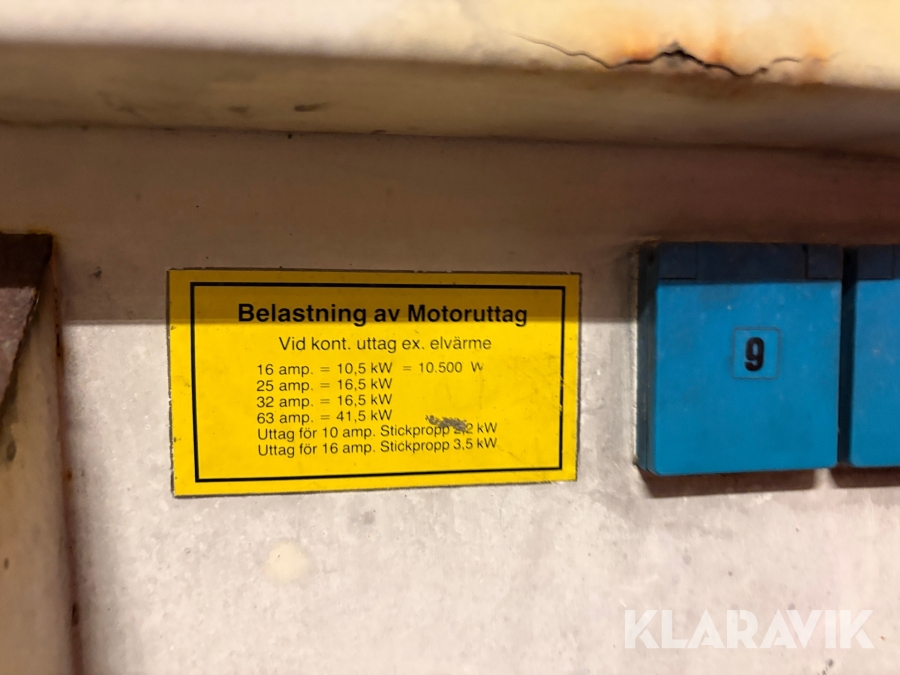 Belastning av Motoruttag
Vid kont. uttag ex. elvärme
16 amp. = 10,5 kW = 10.500 W
25 amp. = 16,5 kW
32 amp. = 16,5 kW
63 amp. = 41,5 kW
Uttag för 10 amp. Stickpropp 2,2 kW
Uttag för 16 amp. Stickpropp 3,5 kW
9
KLARAVIK